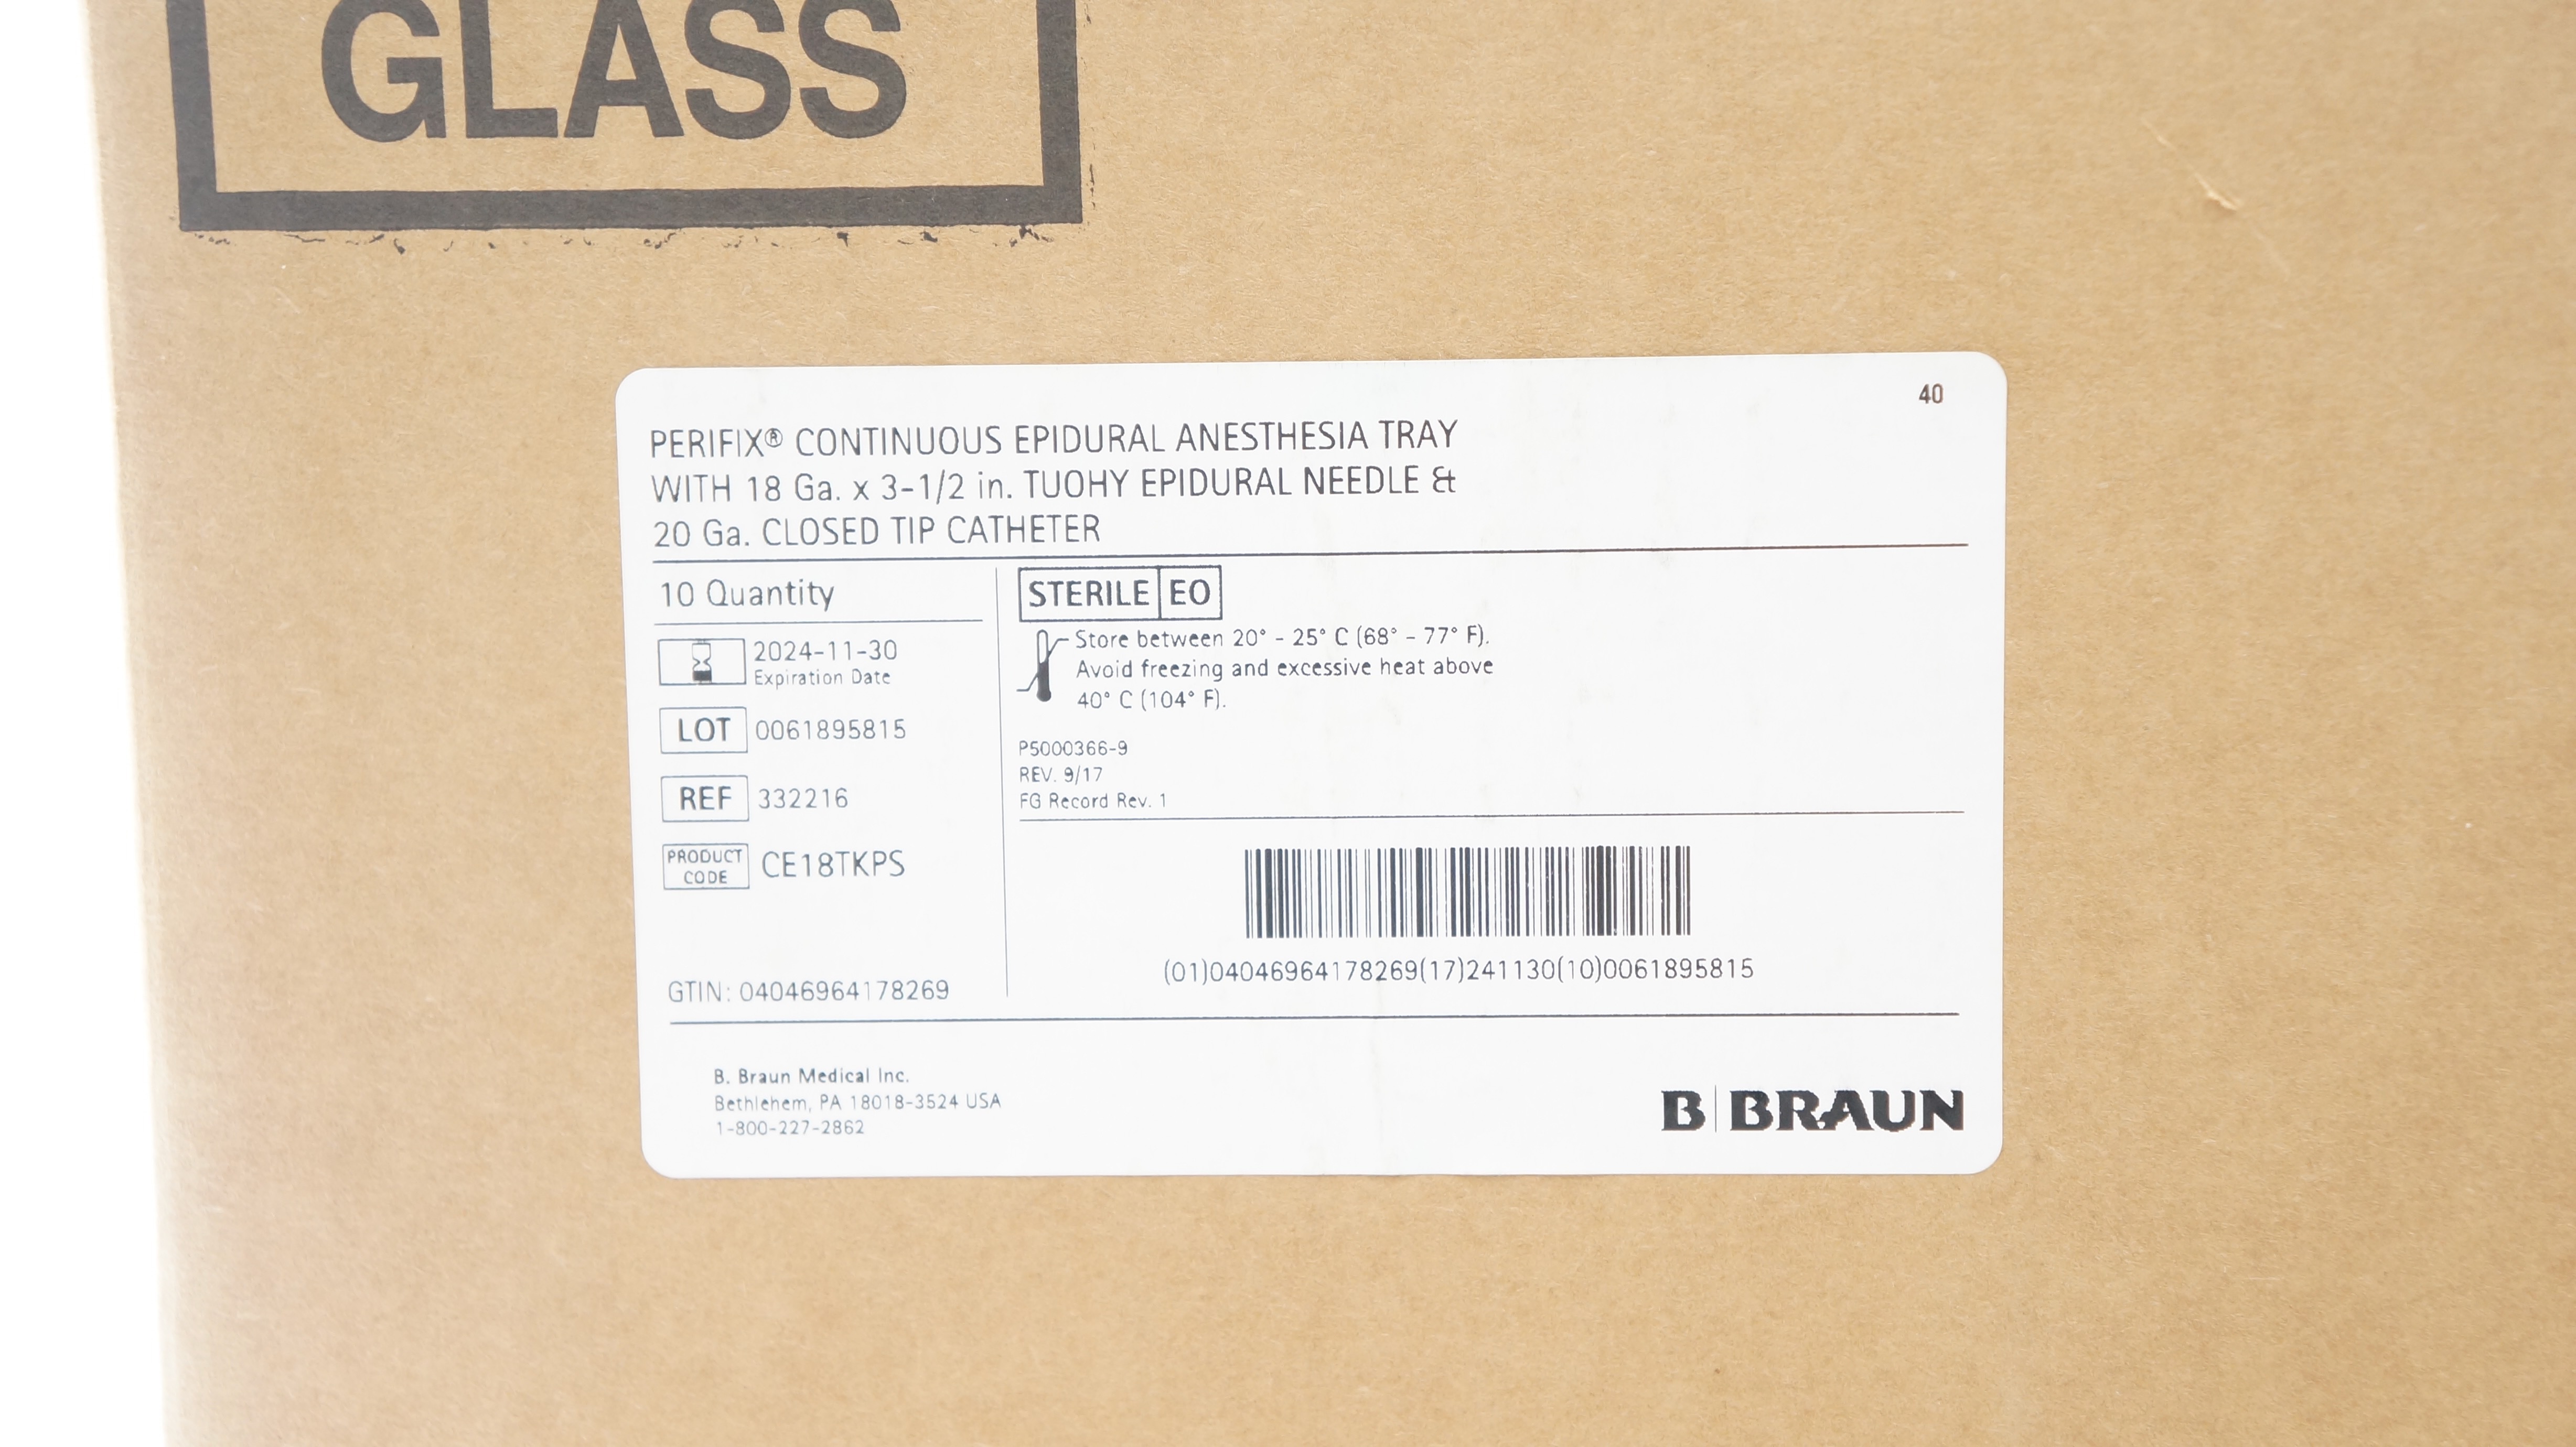 GLASS
40
PERIFIX® CONTINUOUS EPIDURAL ANESTHESIA TRAY
WITH 18 Ga. x 3-1/2 in. TUOHY EPIDURAL NEEDLE &
20 Ga. CLOSED TIP CATHETER
10 Quantity
2024-11-30
Expiration Date
LOT 0061895815
REF 332216
PRODUCT
CODE CE18TKPS
GTIN: 04046964178269
STERILE EO
Store between 20° - 25° C (68° - 77° F).
Avoid freezing and excessive heat above
40° C (104° F).
P5000366-9
REV. 9/17
FG Record Rev. 1
(01)04046964178269(17)241130(10)0061895815
B. Braun Medical Inc.
Bethlehem, PA 18018-3524 USA
1-800-227-2862
B BRAUN